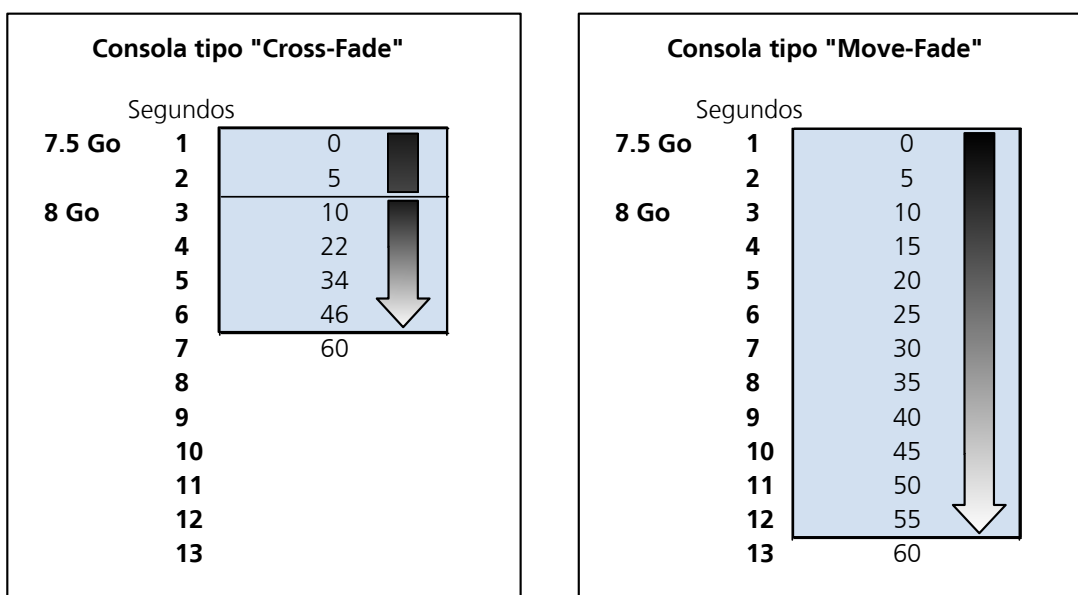 Consola tipo "Cross-Fade"
Segundos
7.5 Go 1 0
2 5
8 Go 3 10
4 22
5 34
6 46
7 60
8
9
10
11
12
13
Consola tipo "Move-Fade"
Segundos
7.5 Go 1 0
2 5
8 Go 3 10
4 15
5 20
6 25
7 30
8 35
9 40
10 45
11 50
12 55
13 60